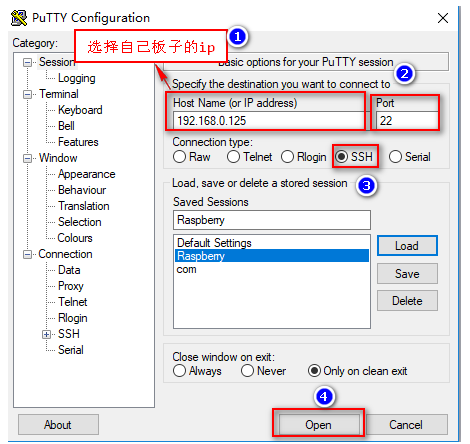 PuTTY Configuration
Category:
选择自己板子的ip
1
Session
Logging
Terminal
Keyboard
Bell
Features
Window
Appearance
Behaviour
Translation
Selection
Colours
Connection
Data
Proxy
Telnet
Rlogin
SSH
Serial
Basic options for your PuTTY session
2
Specify the destination you want to connect to
Host Name (or IP address) Port
192.168.0.125 22
Connection type:
Raw Telnet Rlogin SSH Serial
3
Load, save or delete a stored session
Saved Sessions
Raspberry
Default Settings
Raspberry
com
Load
Save
Delete
Close window on exit:
Always Never Only on clean exit
4
About Open Cancel